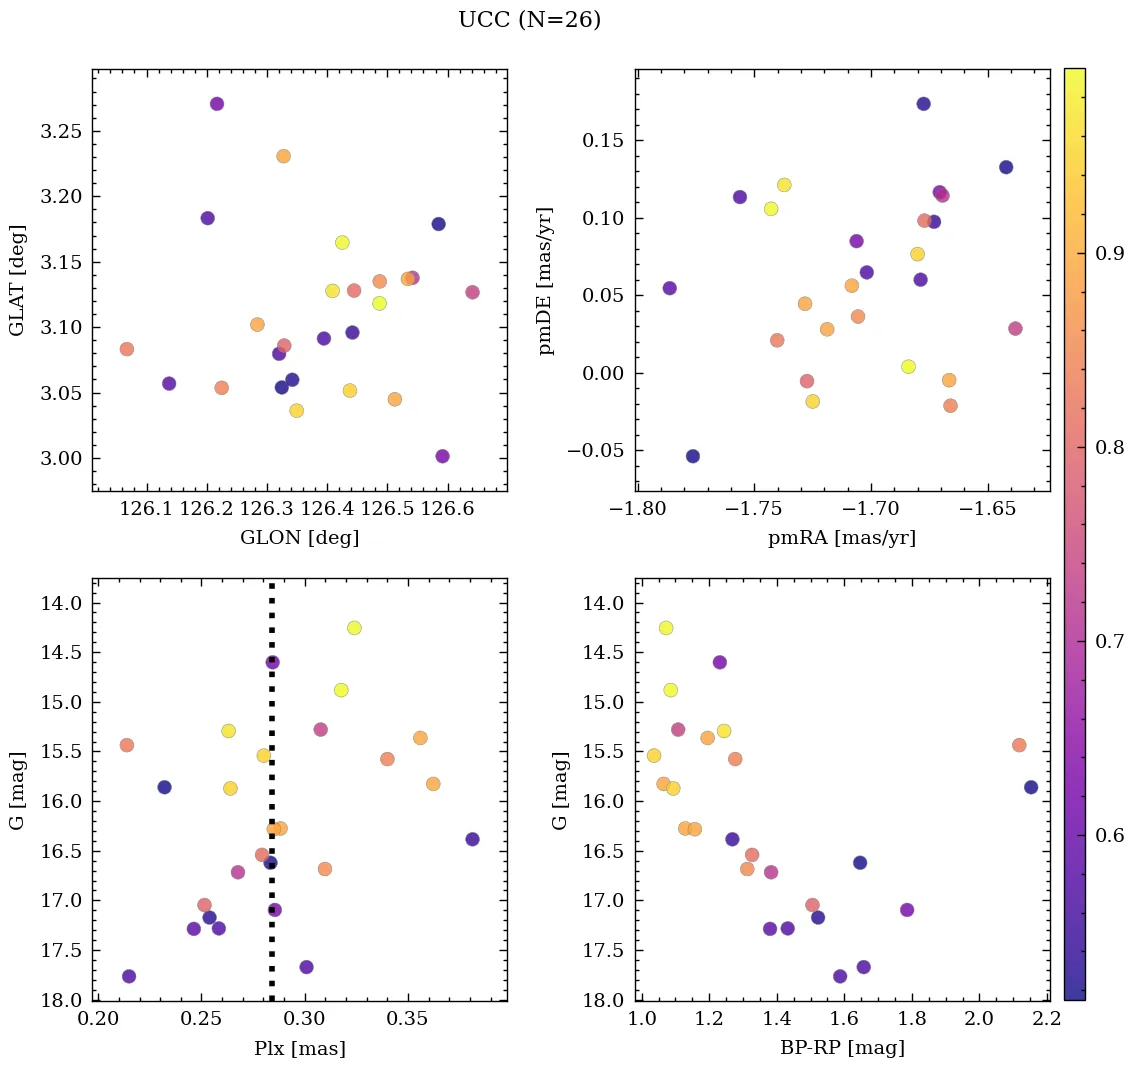 UCC (N=26)
3.25
3.20
3.15
3.10
3.05
3.00
GLAT [deg]
126.1 126.2 126.3 126.4 126.5 126.6
GLON [deg]
0.15
0.10
0.05
0.00
−0.05
pmDE [mas/yr]
−1.80 −1.75 −1.70 −1.65
pmRA [mas/yr]
0.9
0.8
0.7
0.6
14.0
14.5
15.0
15.5
16.0
16.5
17.0
17.5
18.0
G [mag]
0.20 0.25 0.30 0.35
Plx [mas]
14.0
14.5
15.0
15.5
16.0
16.5
17.0
17.5
18.0
G [mag]
1.0 1.2 1.4 1.6 1.8 2.0 2.2
BP-RP [mag]